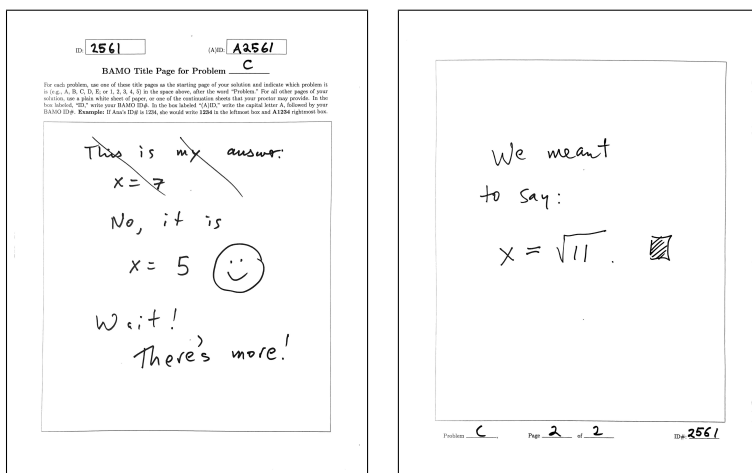 ID: 2561 (A)ID: A2561
BAMO Title Page for Problem C
For each problem, use one of these title pages as the starting page of your solution and indicate which problem it
is (e.g., A, B, C, D, E; or 1, 2, 3, 4, 5) in the space above, after the word "Problem." For all other pages of your
solution, use a plain white sheet of paper, or one of the continuation sheets that your proctor may provide. In the
box labeled, "ID," write your BAMO ID#. In the box labeled "(A)ID," write the capital letter A, followed by your
BAMO ID#. Example: If Ann's ID# is 1234, she would write 1234 in the leftmost box and A1234 rightmost box.
This is my answer:
x = 7
No, it is
x = 5
Wait!
There's more!
We meant
to say:
x = √11.
Problem C Page 2 of 2 ID#: 2561